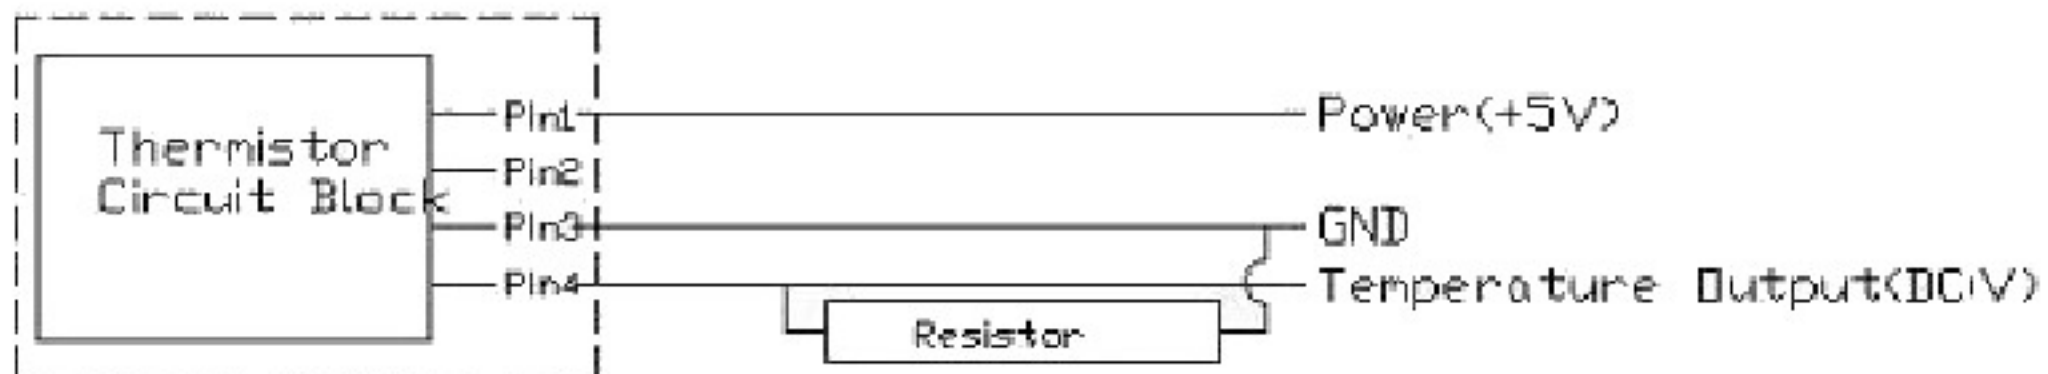 Thermistor
Circuit Block
Pin1
Pin2
Pin3
Pin4
Power(+5V)
GND
Temperature Output(DC:V)
Resistor